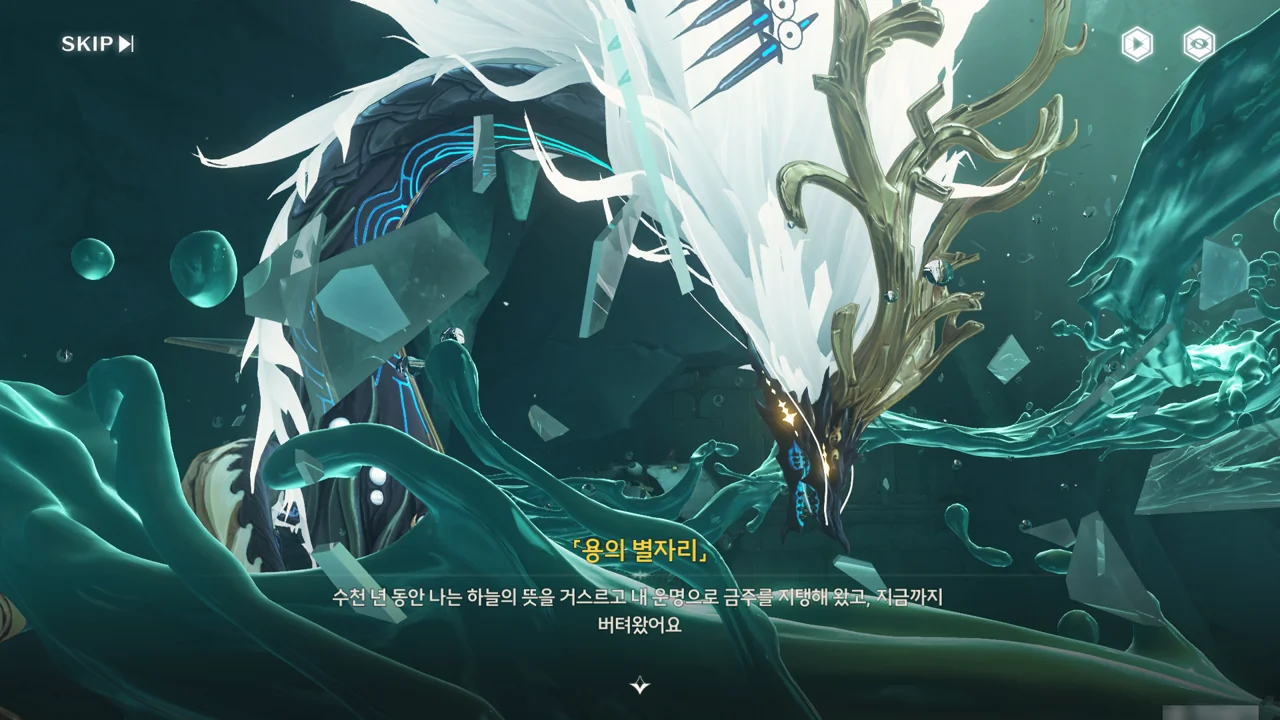 SKIP
「용의 별자리」
수천 년 동안 나는 하늘의 뜻을 거스르고 내 운명으로 금주를 지탱해 왔고, 지금까지
버텨왔어요